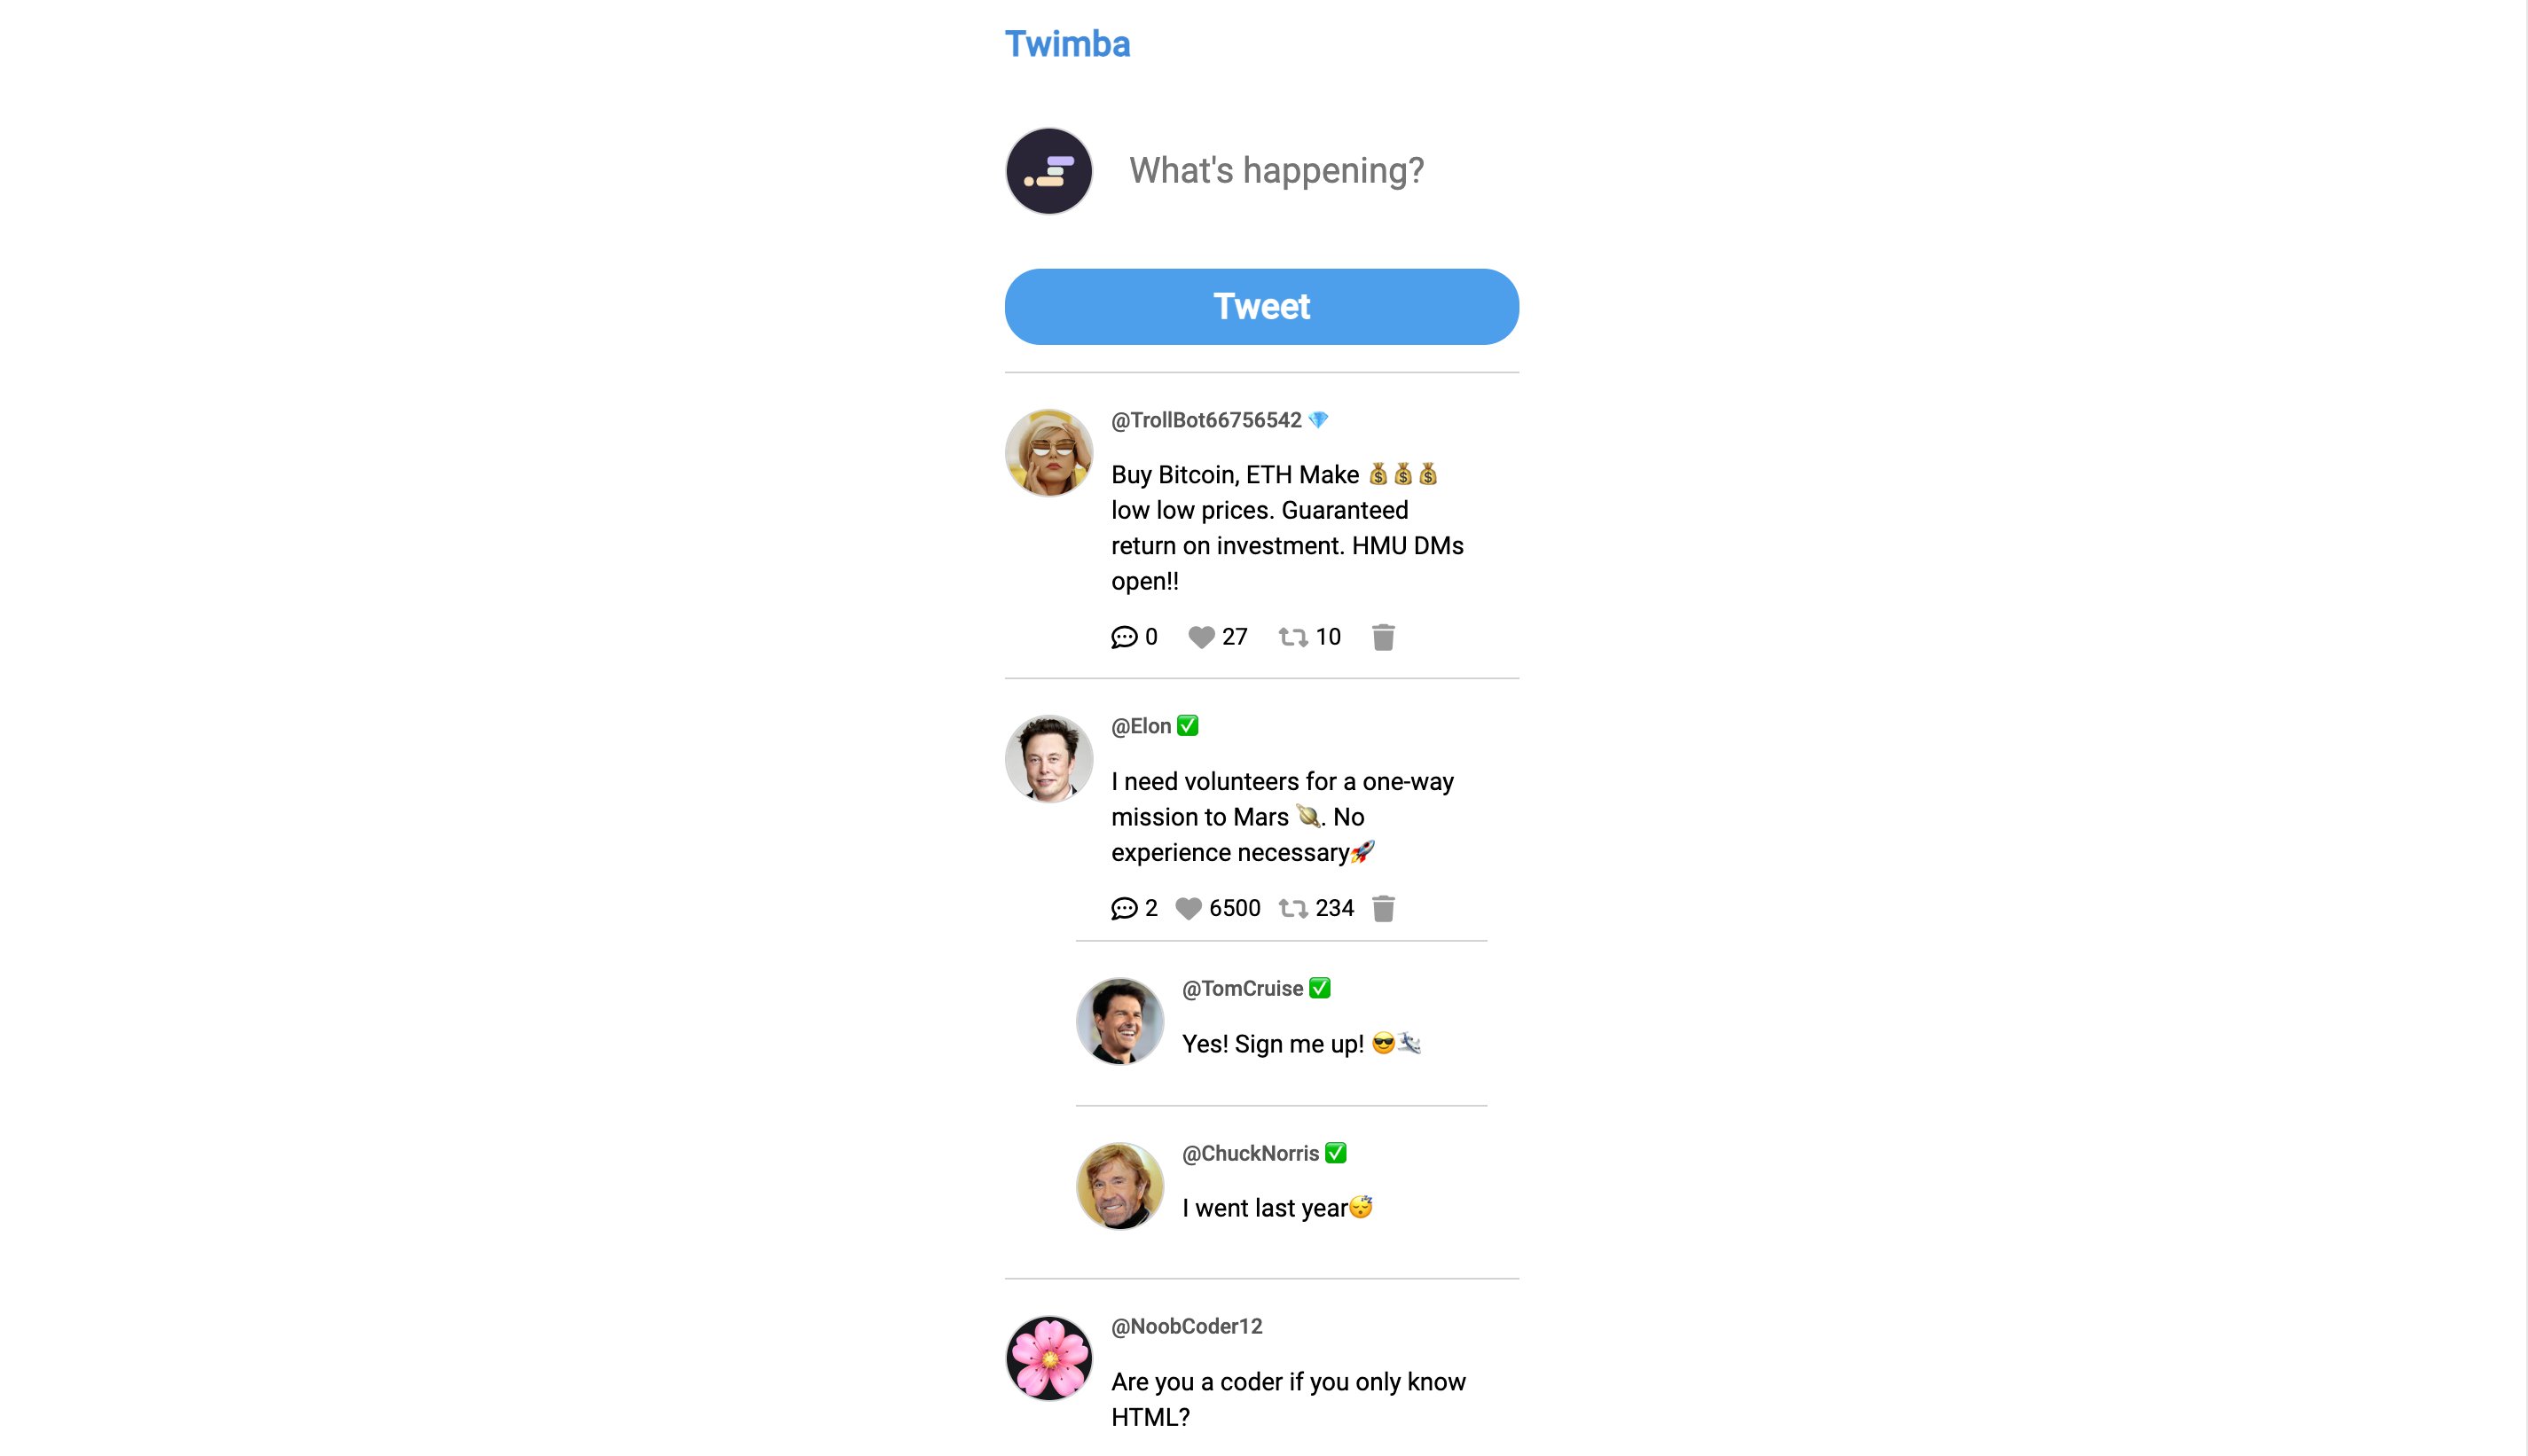 Twimba
What's happening?
Tweet
@TrollBot66756542 💎
Buy Bitcoin, ETH Make 💰💰💰
low low prices. Guaranteed
return on investment. HMU DMs
open!!
0 27 10
@Elon ✅
I need volunteers for a one-way
mission to Mars 🪐. No
experience necessary🚀
2 6500 234
@TomCruise ✅
Yes! Sign me up! 😎🛩
@ChuckNorris ✅
I went last year😴
@NoobCoder12
Are you a coder if you only know
HTML?